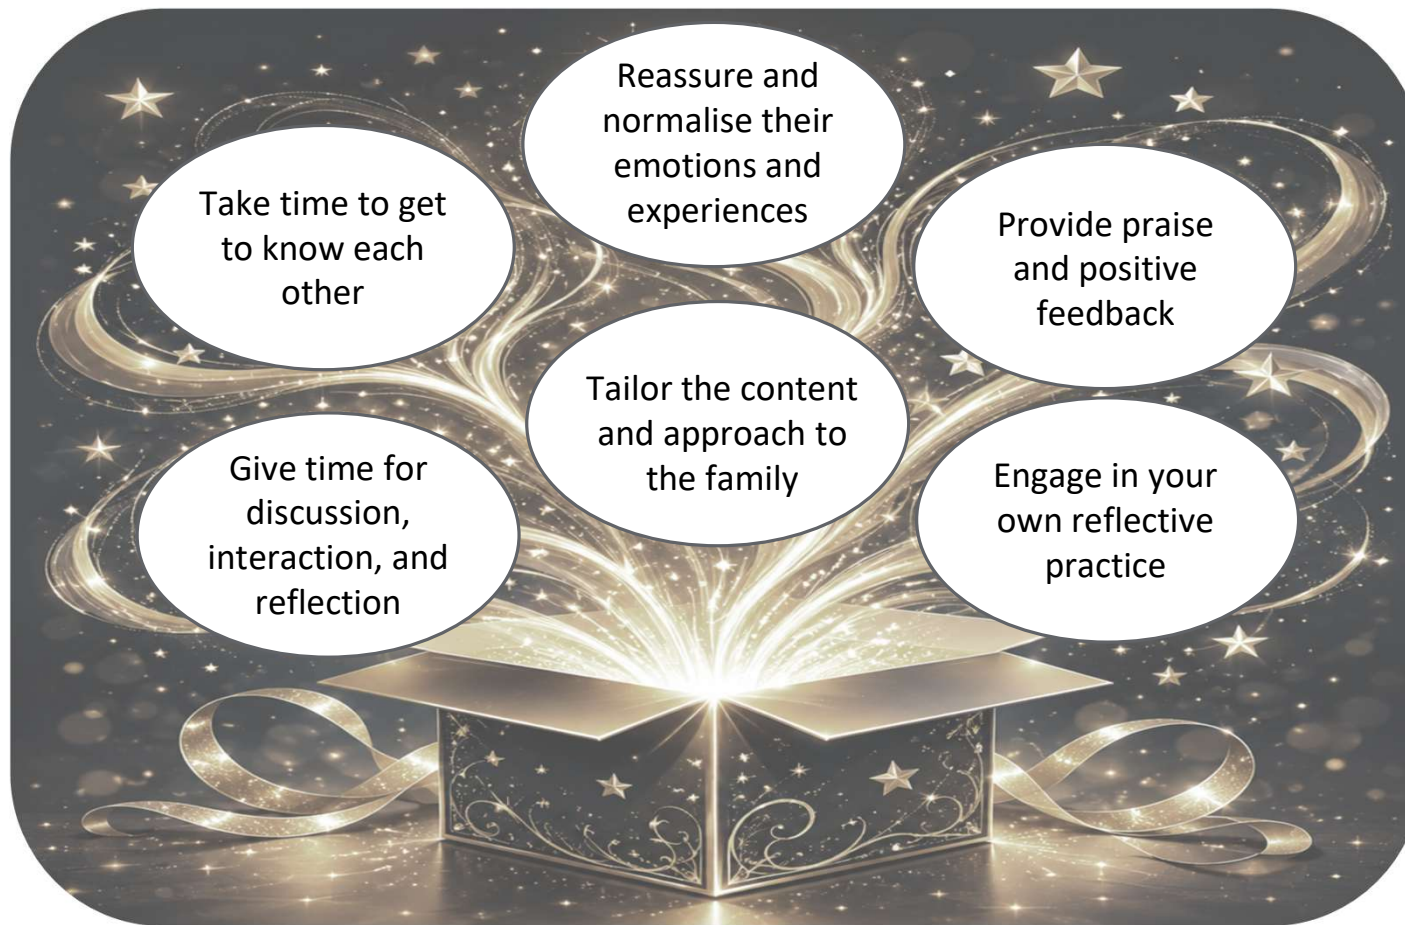 Reassure and
normalise their
emotions and
experiences
Take time to get
to know each
other
Provide praise
and positive
feedback
Tailor the content
and approach to
the family
Give time for
discussion,
interaction, and
reflection
Engage in your
own reflective
practice